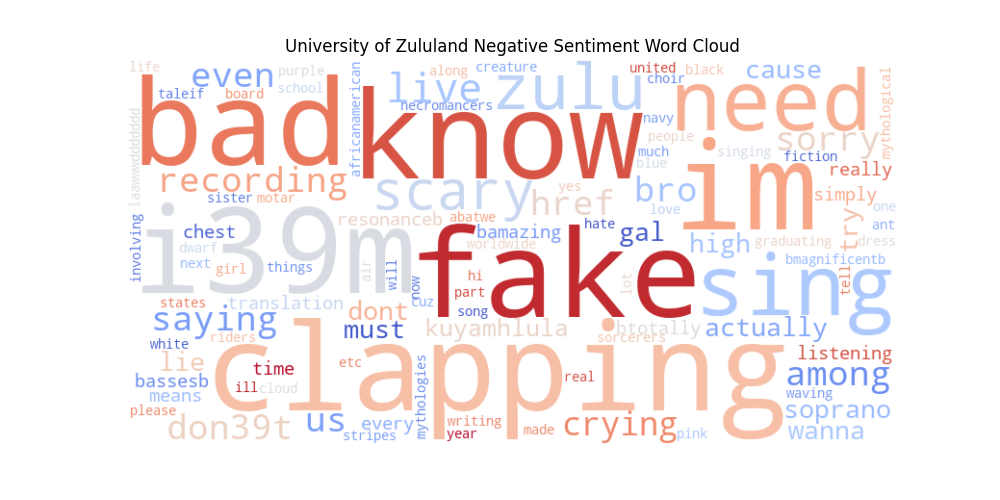 University of Zululand Negative Sentiment Word Cloud
life
purple
along
creature
united
black
taleif
even
live
zulu
choir
cause
board
school
necromancers
need
mythological
bad
know
navy
africanamerican
people
sorry
laawwwddddddd
much
singing
fiction
blue
really
recording
scary
yes
bro
im
simply
sister
motar
href
love
one
involving
resonanceb
abatwe
hate
try
ant
chest
i39m
bamazing
gal
high
graduating
dress
dwarf
worldwide
next
girl
things
air
will
hi
fake
lot
sing
bmagnificentb
tell
now
part
states
translation
cuz
song
dont
saying
must
kuyamhlula
btotally
actually
white
riders
sorcerers
clapping
lie
time
etc
real
listening
bassesb
ill
cloud
among
means
mythologies
waving
please
don39t
us
every
writing
crying
soprano
stripes
year
made
pink
wanna